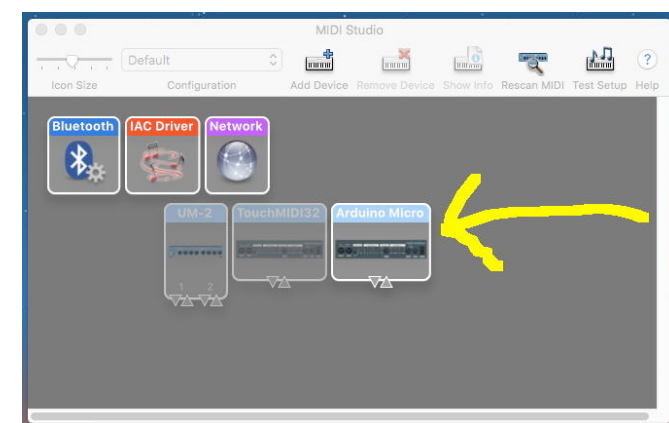 MIDI Studio
Default
Icon Size Configuration Add Device Remove Device Show Info Rescan MIDI Test Setup Help
?
Bluetooth IAC Driver Network
UM-2 TouchMIDI32 Arduino Micro
1 2